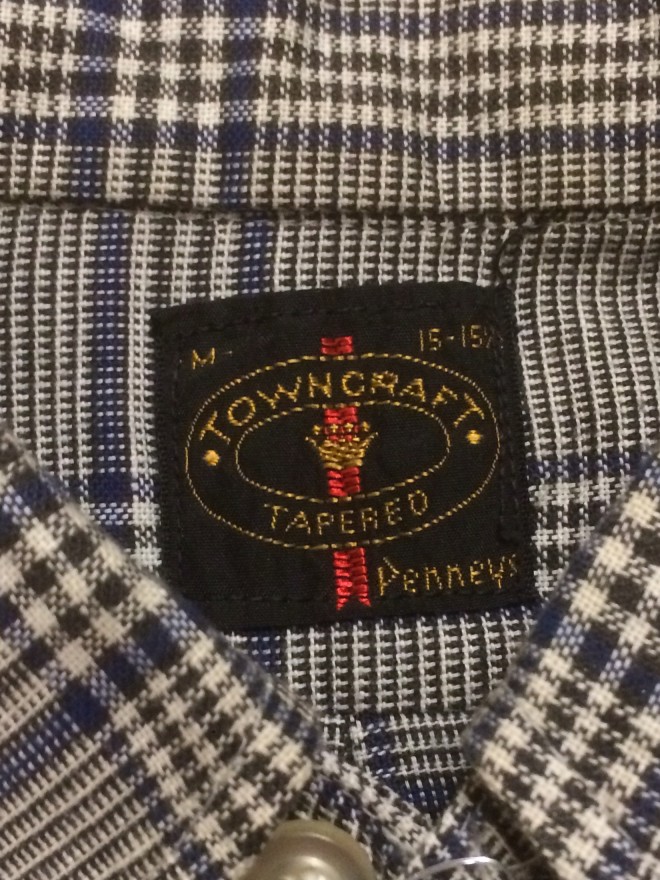 M- 15-15½
TOWNCRAFT
TAPERED
Penneys